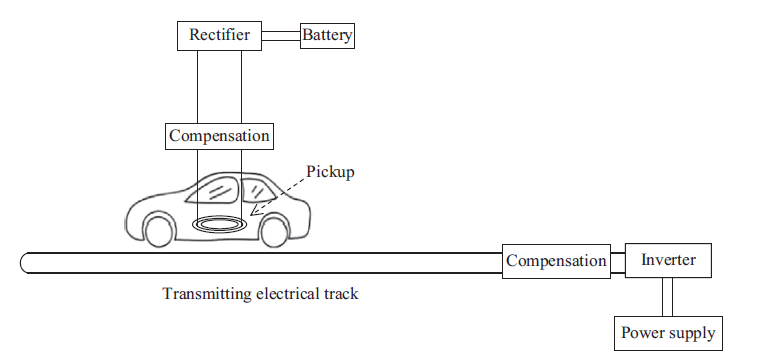 Rectifier
Battery
Compensation
Pickup
Compensation
Inverter
Transmitting electrical track
Power supply